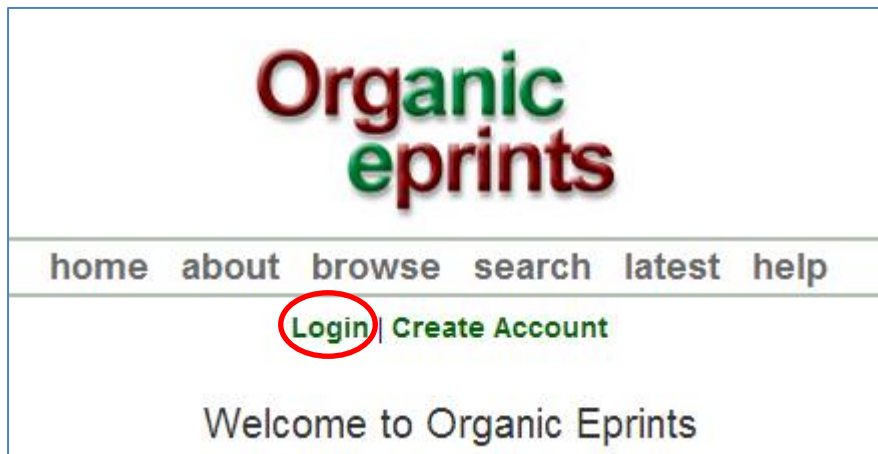 Organic
eprints
home about browse search latest help
Login | Create Account
Welcome to Organic Eprints